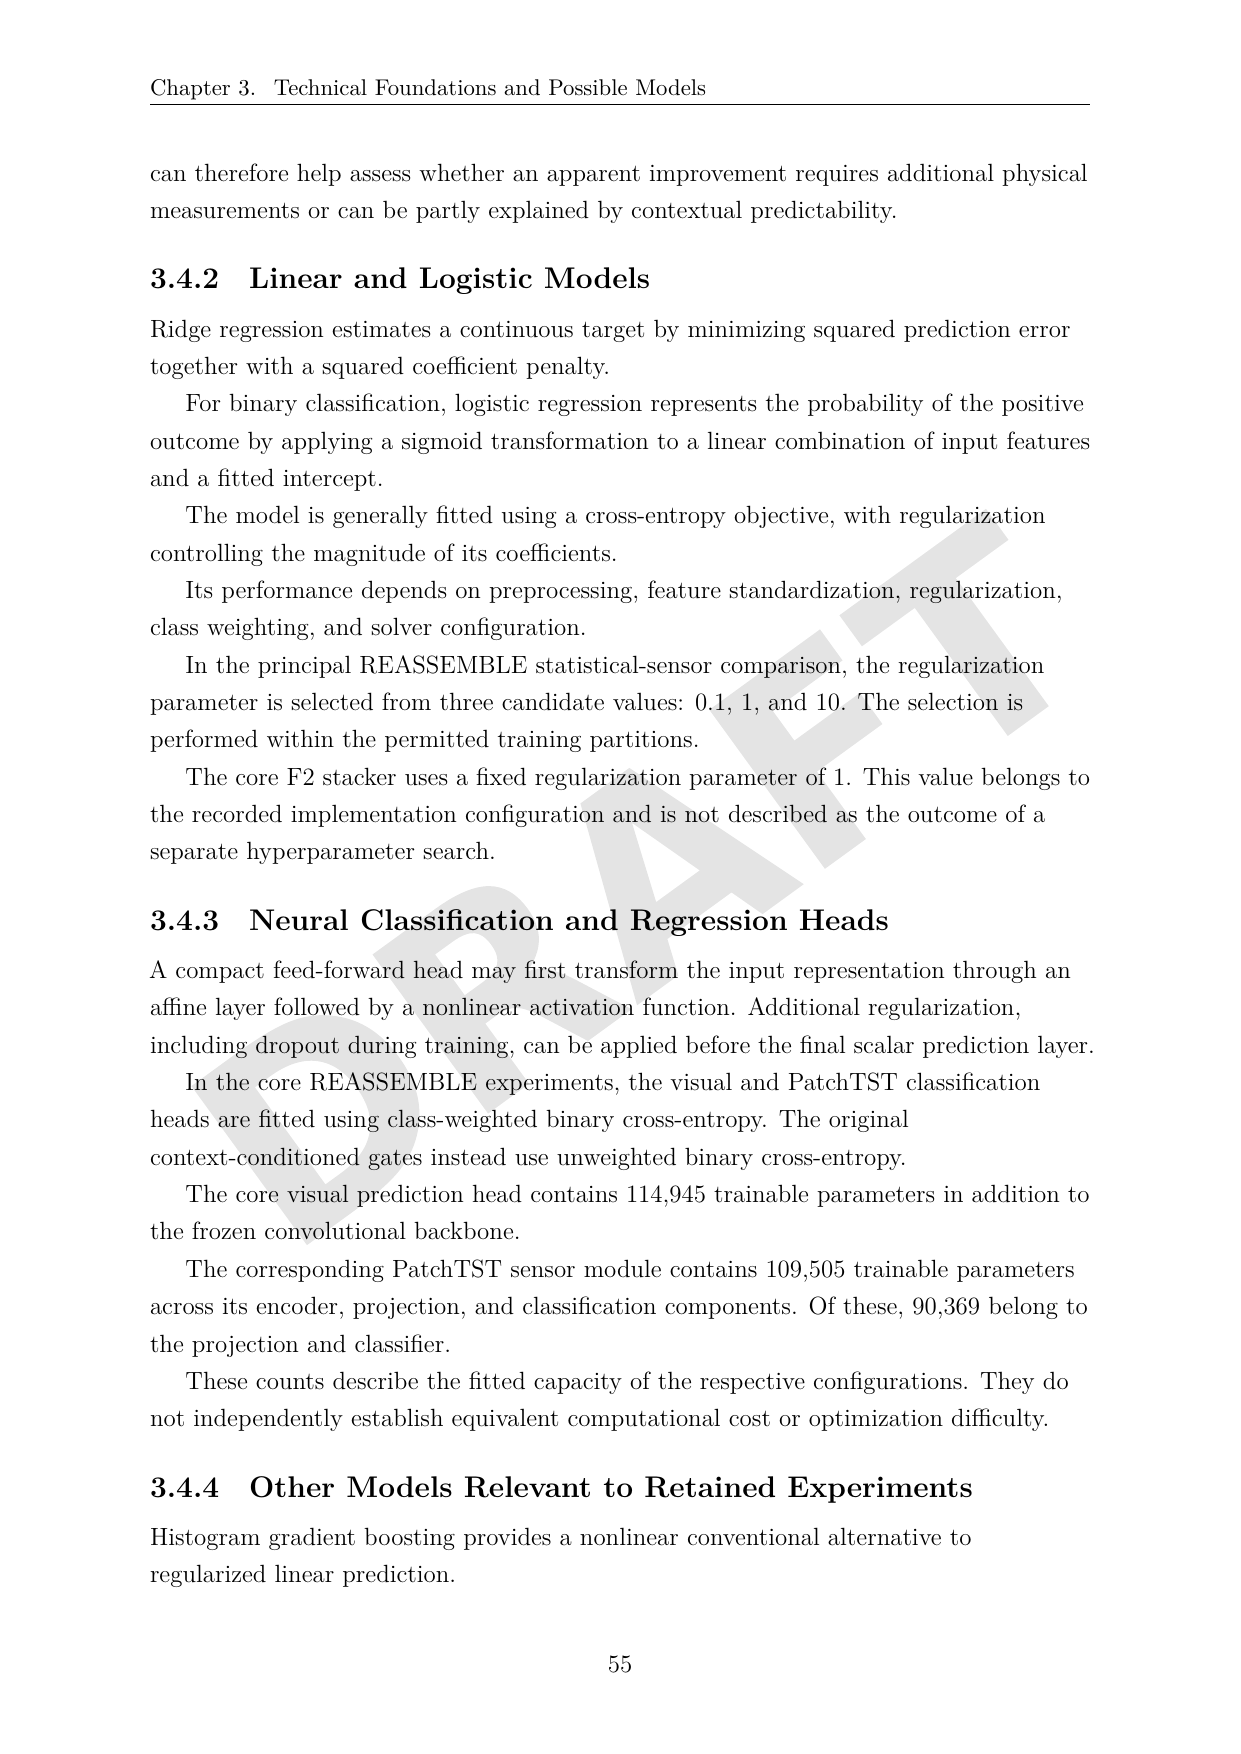 Chapter 3. Technical Foundations and Possible Models
can therefore help assess whether an apparent improvement requires additional physical
measurements or can be partly explained by contextual predictability.
3.4.2 Linear and Logistic Models
Ridge regression estimates a continuous target by minimizing squared prediction error
together with a squared coefficient penalty.
For binary classification, logistic regression represents the probability of the positive
outcome by applying a sigmoid transformation to a linear combination of input features
and a fitted intercept.
The model is generally fitted using a cross-entropy objective, with regularization
controlling the magnitude of its coefficients.
Its performance depends on preprocessing, feature standardization, regularization,
class weighting, and solver configuration.
In the principal REASSEMBLE statistical-sensor comparison, the regularization
parameter is selected from three candidate values: 0.1, 1, and 10. The selection is
performed within the permitted training partitions.
The core F2 stacker uses a fixed regularization parameter of 1. This value belongs to
the recorded implementation configuration and is not described as the outcome of a
separate hyperparameter search.
3.4.3 Neural Classification and Regression Heads
A compact feed-forward head may first transform the input representation through an
affine layer followed by a nonlinear activation function. Additional regularization,
including dropout during training, can be applied before the final scalar prediction layer.
In the core REASSEMBLE experiments, the visual and PatchTST classification
heads are fitted using class-weighted binary cross-entropy. The original
context-conditioned gates instead use unweighted binary cross-entropy.
The core visual prediction head contains 114,945 trainable parameters in addition to
the frozen convolutional backbone.
The corresponding PatchTST sensor module contains 109,505 trainable parameters
across its encoder, projection, and classification components. Of these, 90,369 belong to
the projection and classifier.
These counts describe the fitted capacity of the respective configurations. They do
not independently establish equivalent computational cost or optimization difficulty.
3.4.4 Other Models Relevant to Retained Experiments
Histogram gradient boosting provides a nonlinear conventional alternative to
regularized linear prediction.
55
DRAFT